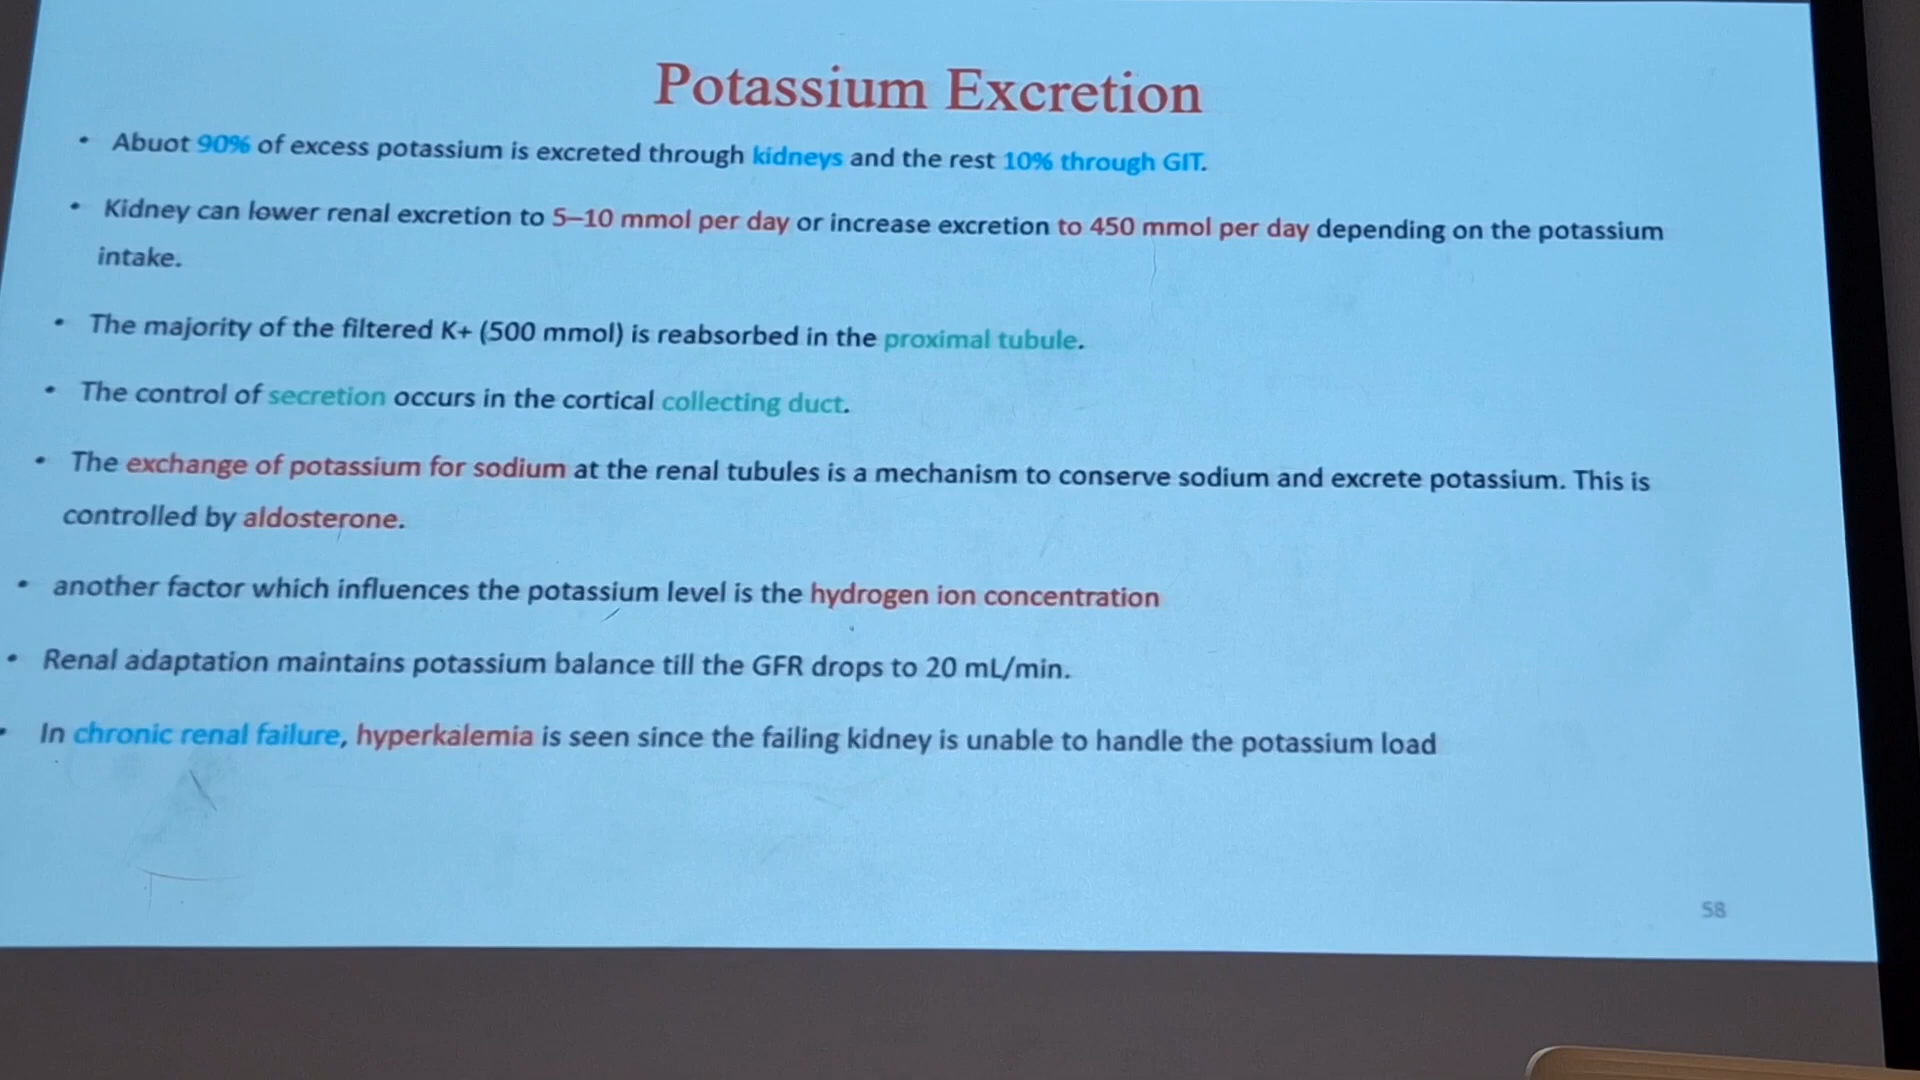 Potassium Excretion
• Abuot 90% of excess potassium is excreted through kidneys and the rest 10% through GIT.
• Kidney can lower renal excretion to 5–10 mmol per day or increase excretion to 450 mmol per day depending on the potassium
intake.
• The majority of the filtered K+ (500 mmol) is reabsorbed in the proximal tubule.
• The control of secretion occurs in the cortical collecting duct.
• The exchange of potassium for sodium at the renal tubules is a mechanism to conserve sodium and excrete potassium. This is
controlled by aldosterone.
• another factor which influences the potassium level is the hydrogen ion concentration
• Renal adaptation maintains potassium balance till the GFR drops to 20 mL/min.
• In chronic renal failure, hyperkalemia is seen since the failing kidney is unable to handle the potassium load
58